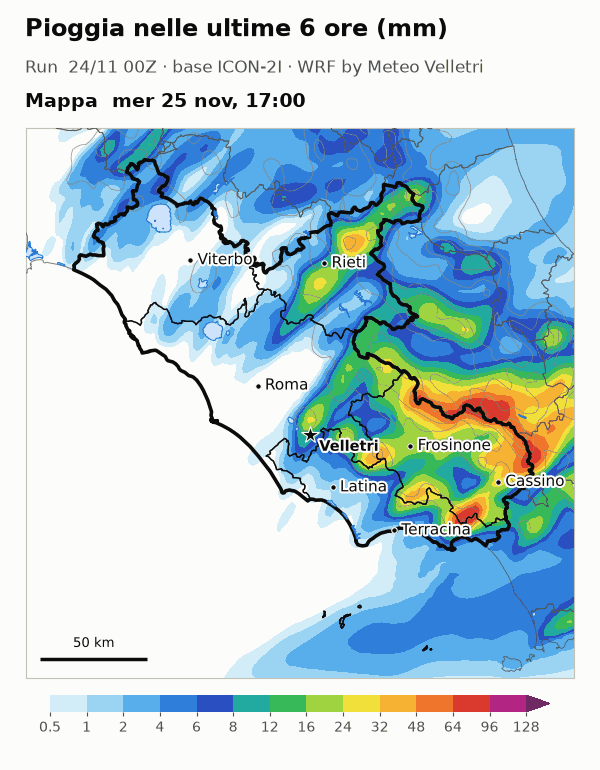 Pioggia nelle ultime 6 ore (mm)
Run  24/11 00Z · base ICON-2I · WRF by Meteo Velletri
Mappa  mer 25 nov, 17:00
Viterbo
Rieti
Roma
Velletri
Frosinone
Latina
Cassino
Terracina
50 km
0.5 1 2 4 6 8 12 16 24 32 48 64 96 128